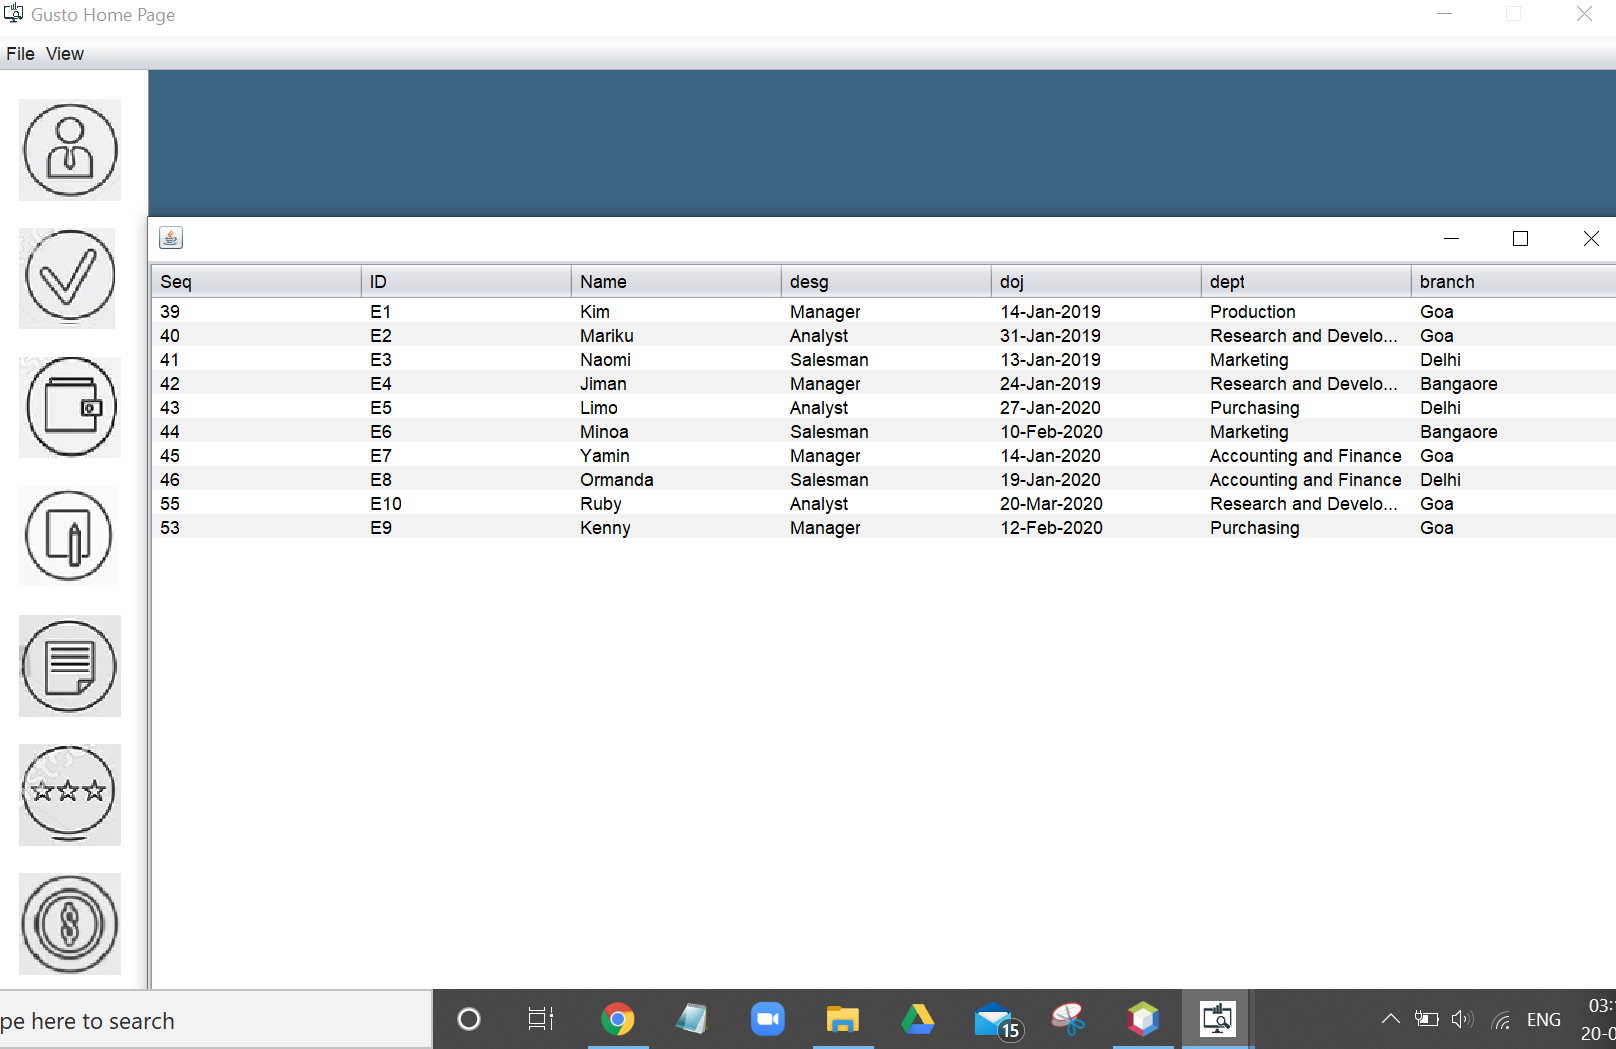 Gusto Home Page
File View
Seq ID Name desg doj dept branch
39 E1 Kim Manager 14-Jan-2019 Production Goa
40 E2 Mariku Analyst 31-Jan-2019 Research and Develo... Goa
41 E3 Naomi Salesman 13-Jan-2019 Marketing Delhi
42 E4 Jiman Manager 24-Jan-2019 Research and Develo... Bangaore
43 E5 Limo Analyst 27-Jan-2020 Purchasing Delhi
44 E6 Minoa Salesman 10-Feb-2020 Marketing Bangaore
45 E7 Yamin Manager 14-Jan-2020 Accounting and Finance Goa
46 E8 Ormanda Salesman 19-Jan-2020 Accounting and Finance Delhi
55 E10 Ruby Analyst 20-Mar-2020 Research and Develo... Goa
53 E9 Kenny Manager 12-Feb-2020 Purchasing Goa
pe here to search
15
ENG
03:
20-0